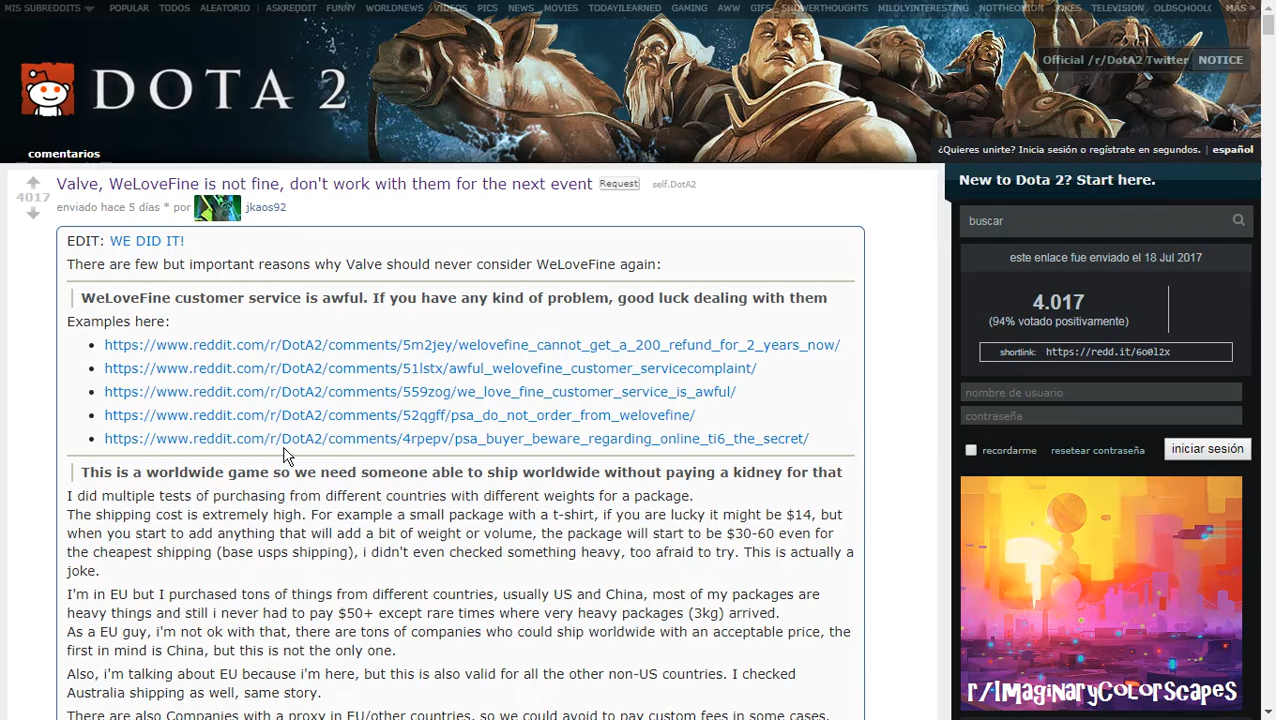 MIS SUBREDDITS POPULAR TODOS ALEATORIO ASKREDDIT FUNNY WORLDNEWS VIDEOS PICS NEWS MOVIES TODAYILEARNED GAMING AWW GIFS SHOWERTHOUGHTS MILDLYINTERESTING NOTTHEONION JOKES TELEVISION OLDSCHOOL MÁS »
DOTA 2
Official /r/DotA2 Twitter NOTICE
comentarios
¿Quieres unirte? Inicia sesión o regístrate en segundos. | español
4017
Valve, WeLoveFine is not fine, don't work with them for the next event Request self.DotA2
enviado hace 5 días * por jkaos92
EDIT: WE DID IT!
There are few but important reasons why Valve should never consider WeLoveFine again:
WeLoveFine customer service is awful. If you have any kind of problem, good luck dealing with them
Examples here:
• https://www.reddit.com/r/DotA2/comments/5m2jey/welovefine_cannot_get_a_200_refund_for_2_years_now/
• https://www.reddit.com/r/DotA2/comments/51lstx/awful_welovefine_customer_servicecomplaint/
• https://www.reddit.com/r/DotA2/comments/559zog/we_love_fine_customer_service_is_awful/
• https://www.reddit.com/r/DotA2/comments/52qgff/psa_do_not_order_from_welovefine/
• https://www.reddit.com/r/DotA2/comments/4rpepv/psa_buyer_beware_regarding_online_ti6_the_secret/
This is a worldwide game so we need someone able to ship worldwide without paying a kidney for that
I did multiple tests of purchasing from different countries with different weights for a package.
The shipping cost is extremely high. For example a small package with a t-shirt, if you are lucky it might be $14, but
when you start to add anything that will add a bit of weight or volume, the package will start to be $30-60 even for
the cheapest shipping (base usps shipping), i didn't even checked something heavy, too afraid to try. This is actually a
joke.
I'm in EU but I purchased tons of things from different countries, usually US and China, most of my packages are
heavy things and still i never had to pay $50+ except rare times where very heavy packages (3kg) arrived.
As a EU guy, i'm not ok with that, there are tons of companies who could ship worldwide with an acceptable price, the
first in mind is China, but this is not the only one.
Also, i'm talking about EU because i'm here, but this is also valid for all the other non-US countries. I checked
Australia shipping as well, same story.
There are also Companies with a proxy in EU/other countries, so we could avoid to pay custom fees in some cases.
New to Dota 2? Start here.
buscar
este enlace fue enviado el 18 Jul 2017
4.017
(94% votado positivamente)
shortlink: https://redd.it/6o0l2x
nombre de usuario
contraseña
recordarme resetear contraseña iniciar sesión
r/ImaginaryColorscapes